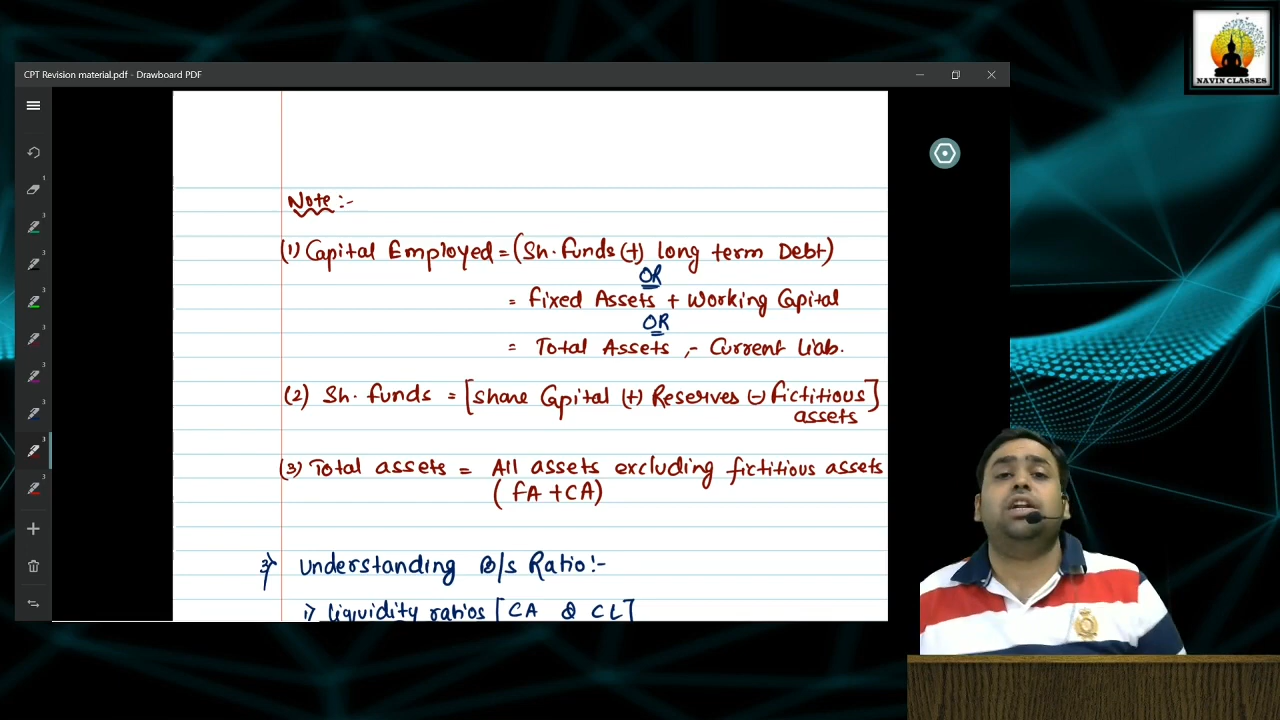 CPT Revision material.pdf - Drawboard PDF
NAVIN CLASSES
Note :-
(1) Capital Employed = (Sh. Funds (+) long term Debt)
OR
= Fixed Assets + Working Capital
OR
= Total Assets - Current Liab.
(2) Sh. funds = [Share Capital (+) Reserves (-) fictitious]
assets
(3) Total assets = All assets excluding fictitious assets
(FA + CA)
3) Understanding B/s Ratio:-
1) liquidity ratios [CA & CL]